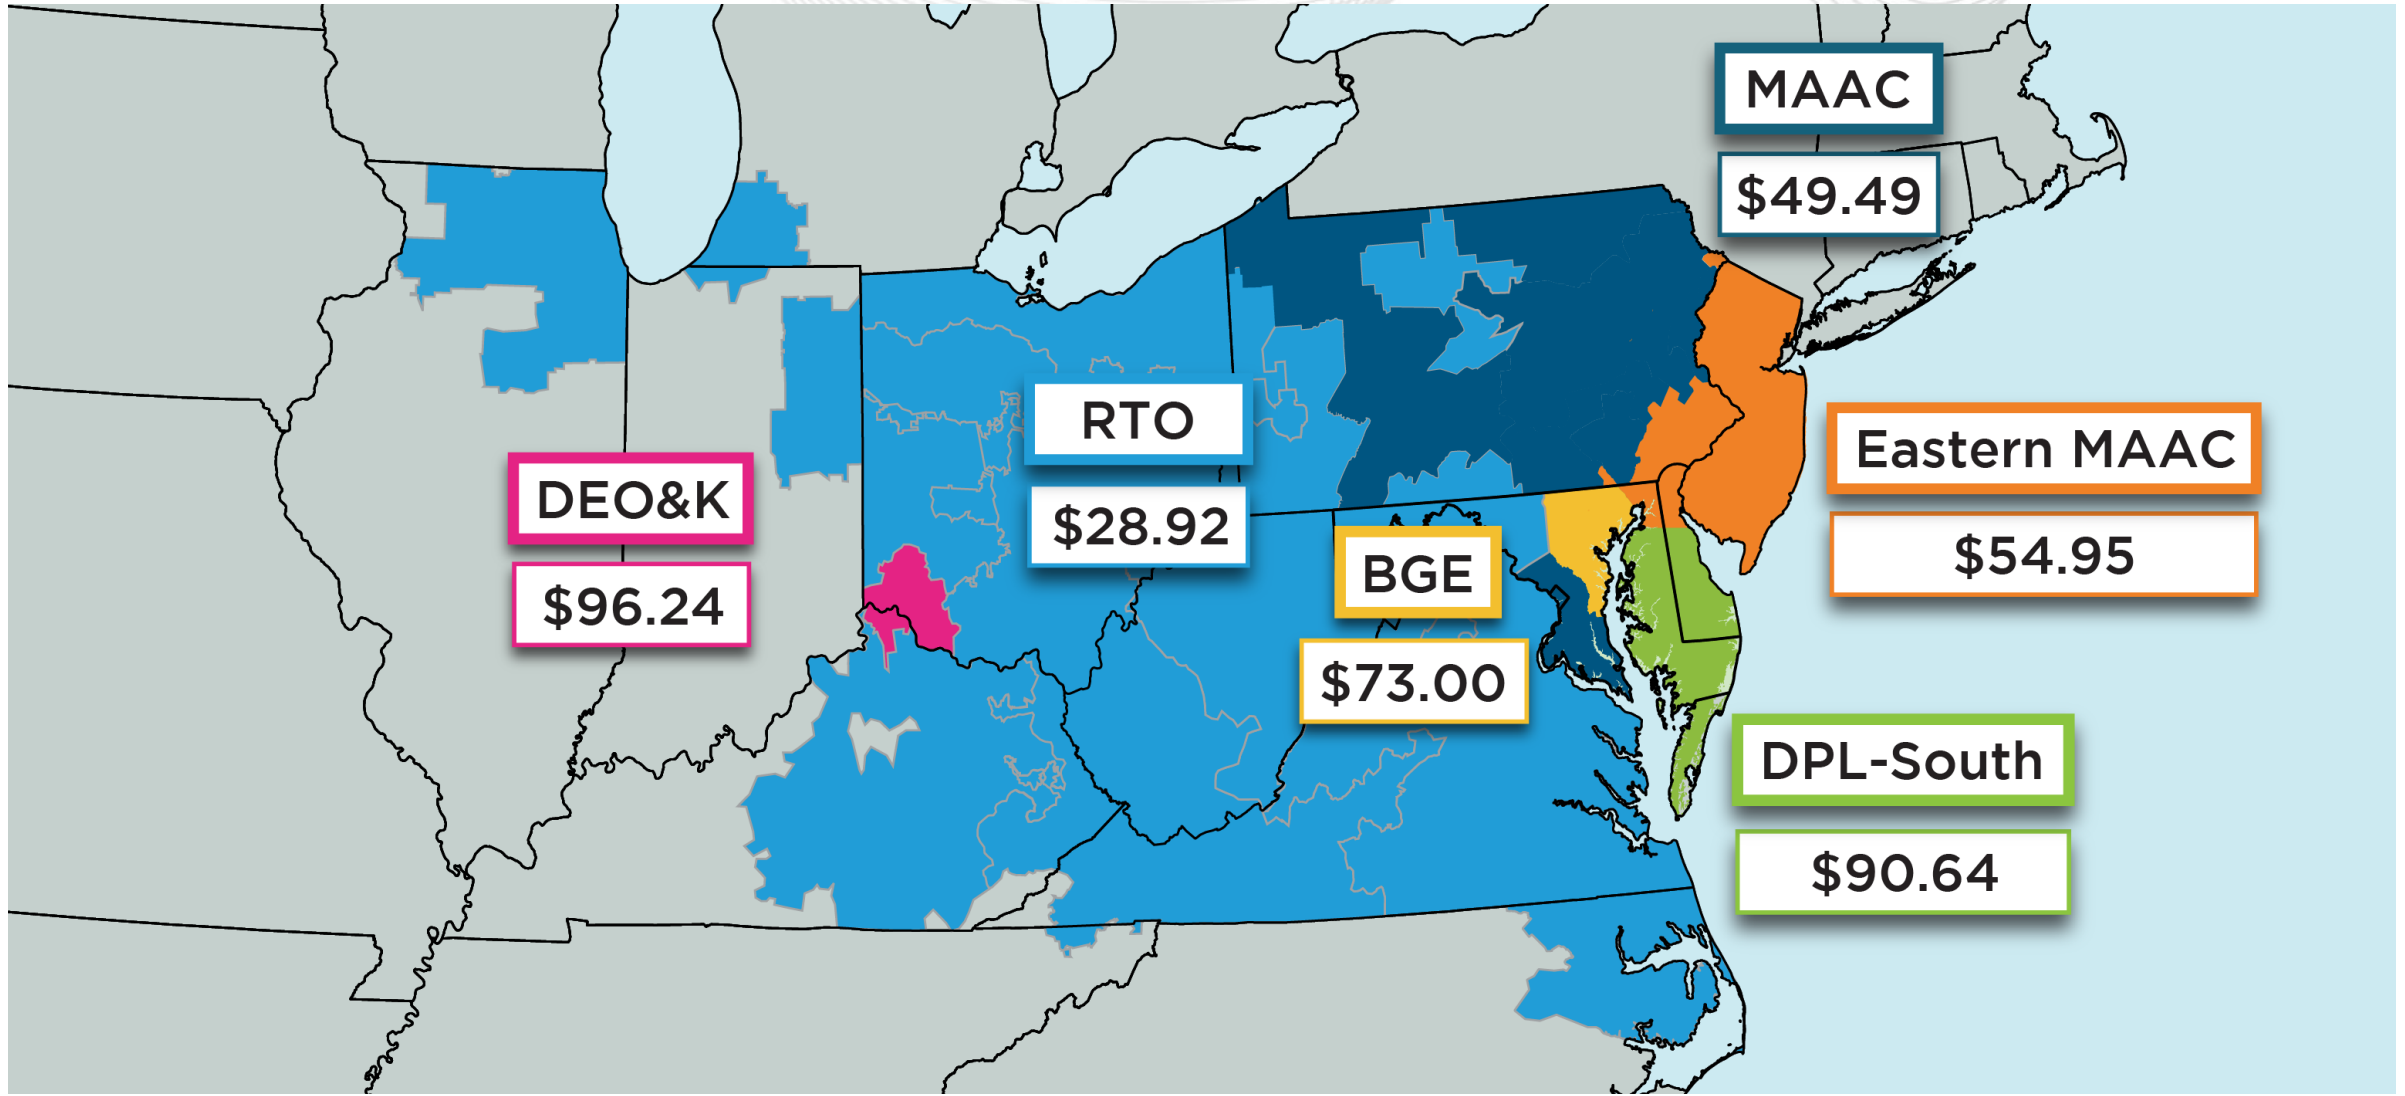 MAAC
$49.49
RTO
$28.92
Eastern MAAC
$54.95
DEO&K
$96.24
BGE
$73.00
DPL-South
$90.64